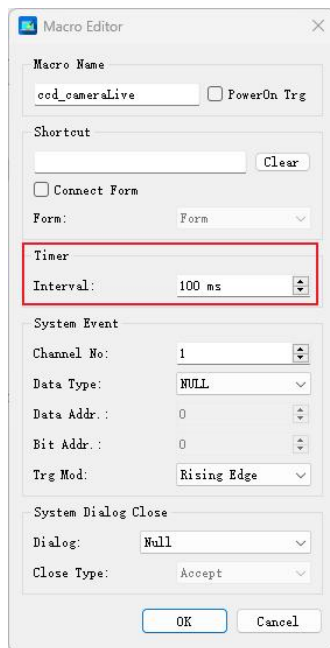 Macro Editor
Macro Name
ccd_cameraLive
PowerOn Trg
Shortcut
Clear
Connect Form
Form: Form
Timer
Interval: 100 ms
System Event
Channel No: 1
Data Type: NULL
Data Addr.: 0
Bit Addr.: 0
Trg Mod: Rising Edge
System Dialog Close
Dialog: Null
Close Type: Accept
OK Cancel